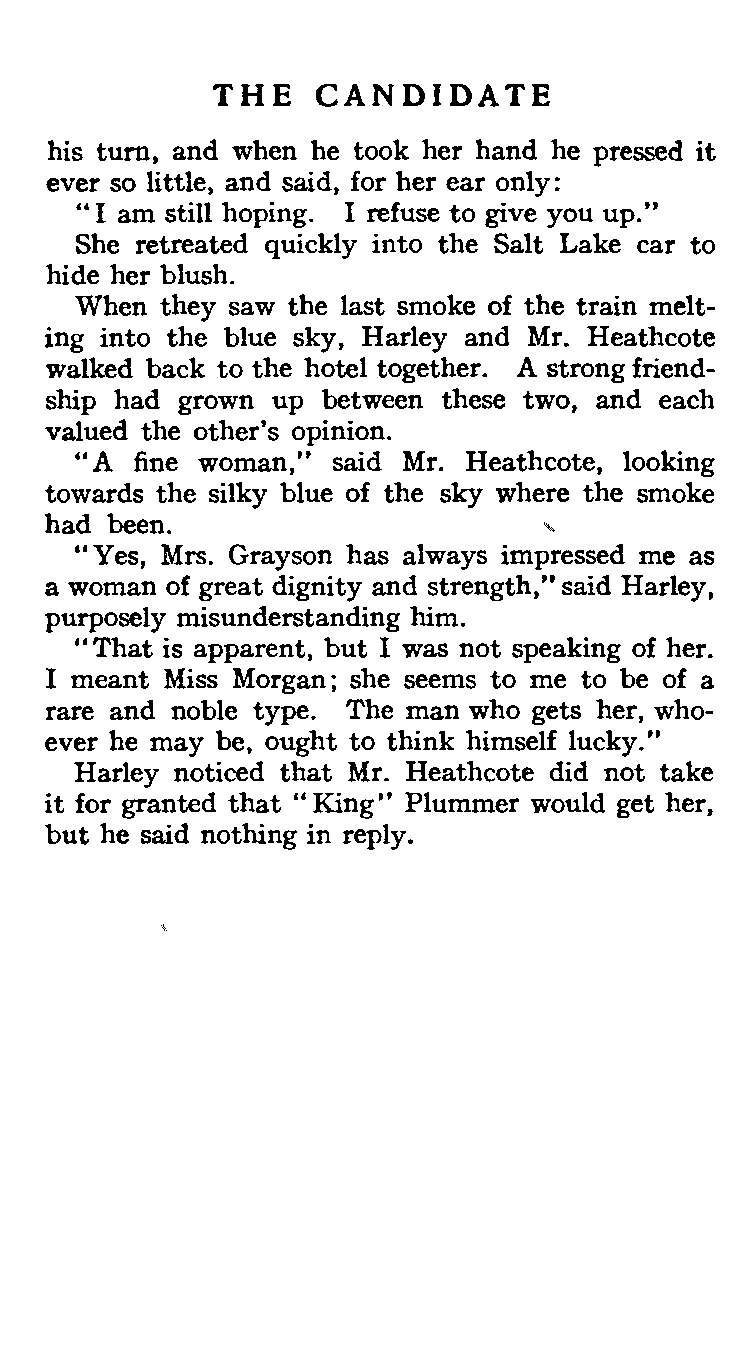 THE CANDIDATE
his turn, and when he took her hand he pressed it
ever so little, and said, for her ear only:
"I am still hoping. I refuse to give you up."
She retreated quickly into the Salt Lake car to
hide her blush.
When they saw the last smoke of the train melt-
ing into the blue sky, Harley and Mr. Heathcote
walked back to the hotel together. A strong friend-
ship had grown up between these two, and each
valued the other's opinion.
"A fine woman," said Mr. Heathcote, looking
towards the silky blue of the sky where the smoke
had been.
"Yes, Mrs. Grayson has always impressed me as
a woman of great dignity and strength," said Harley,
purposely misunderstanding him.
"That is apparent, but I was not speaking of her.
I meant Miss Morgan; she seems to me to be of a
rare and noble type. The man who gets her, who-
ever he may be, ought to think himself lucky."
Harley noticed that Mr. Heathcote did not take
it for granted that "King" Plummer would get her,
but he said nothing in reply.